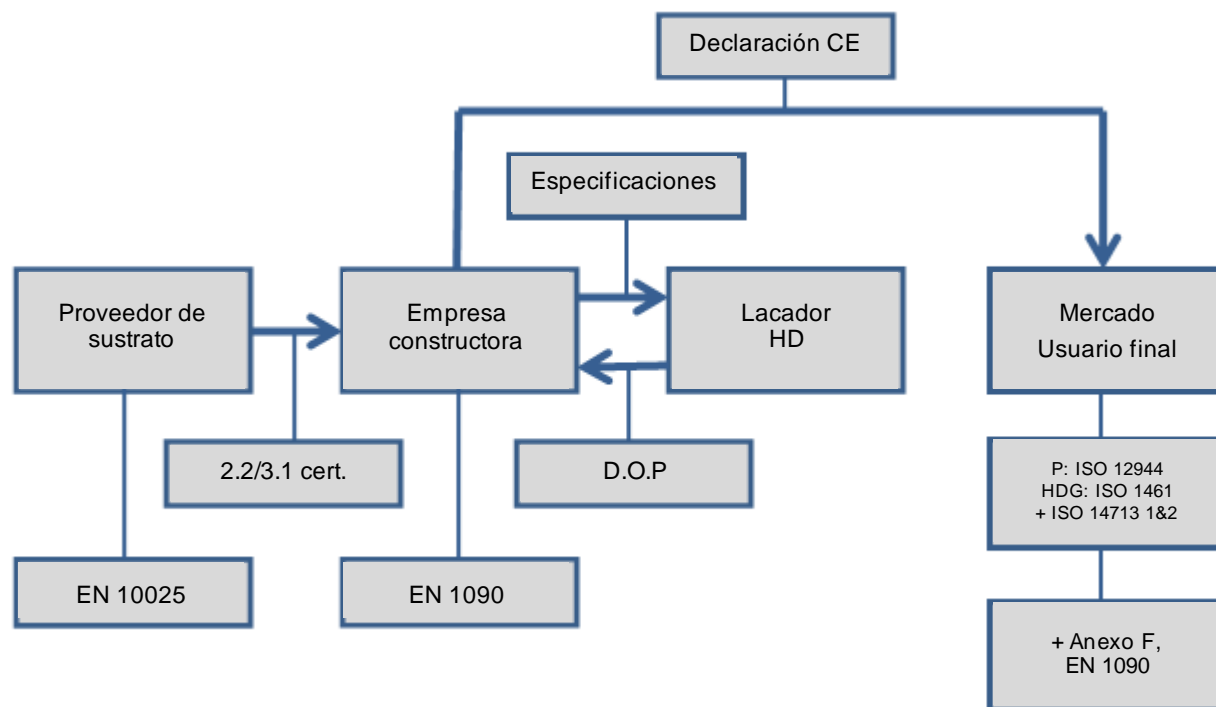 Declaración CE
Especificaciones
Proveedor de
sustrato
Empresa
constructora
Lacador
HD
Mercado
Usuario final
2.2/3.1 cert.
D.O.P
P: ISO 12944
HDG: ISO 1461
+ ISO 14713 1&2
EN 10025
EN 1090
+ Anexo F,
EN 1090